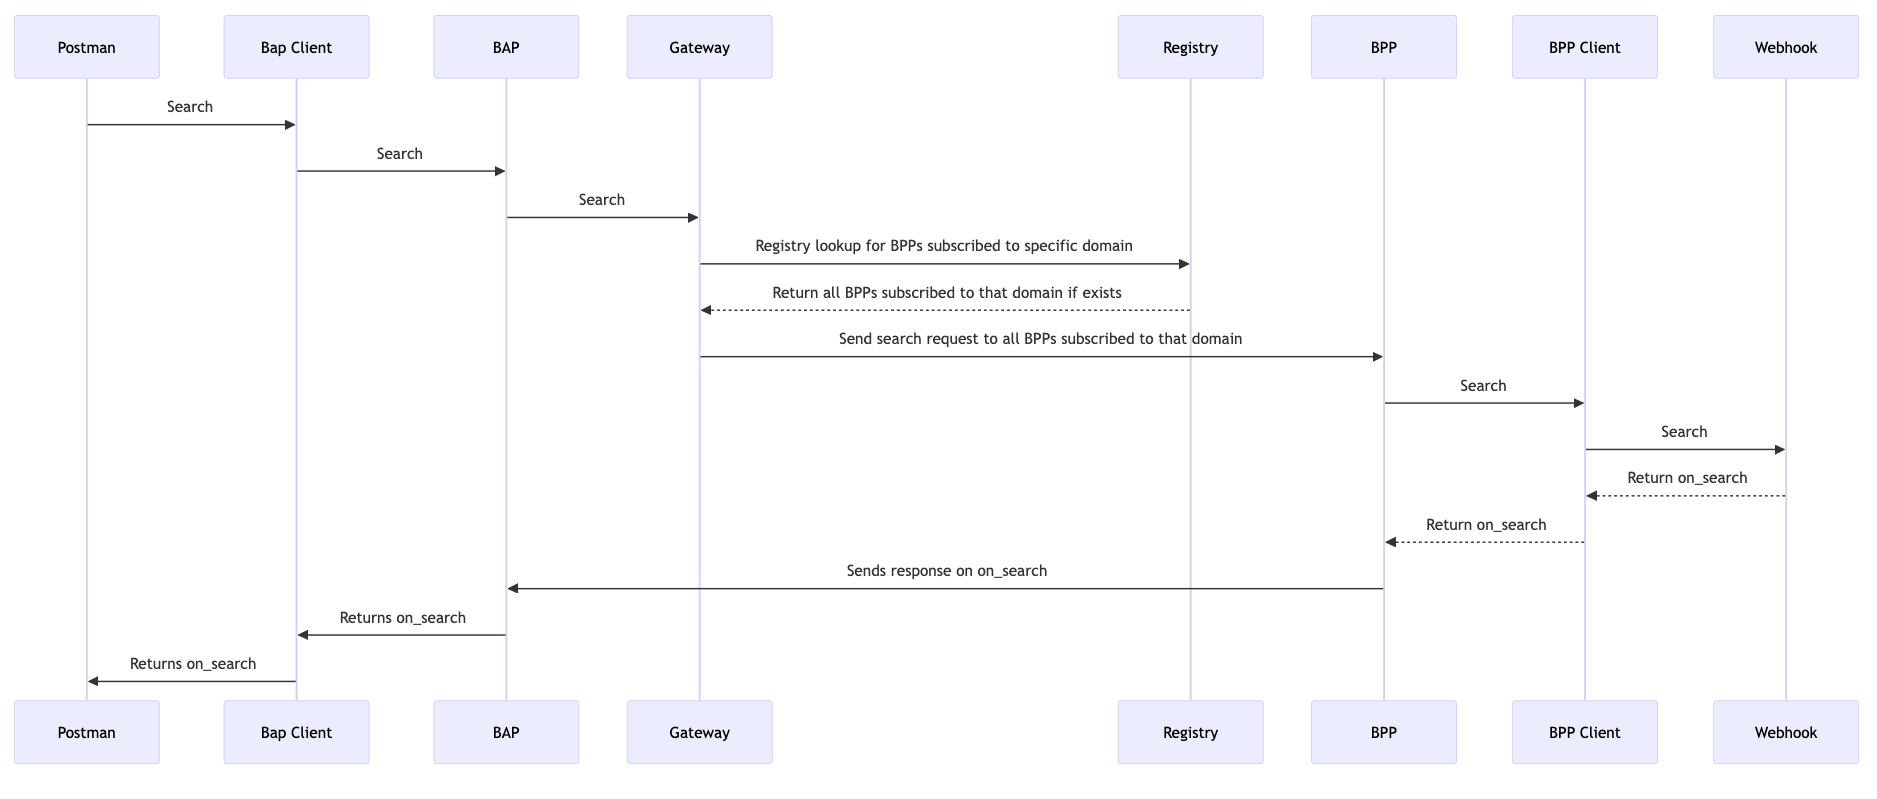 Postman
Bap Client
BAP
Gateway
Registry
BPP
BPP Client
Webhook
Search
Search
Search
Registry lookup for BPPs subscribed to specific domain
Return all BPPs subscribed to that domain if exists
Send search request to all BPPs subscribed to that domain
Search
Search
Return on_search
Return on_search
Sends response on on_search
Returns on_search
Returns on_search
Postman
Bap Client
BAP
Gateway
Registry
BPP
BPP Client
Webhook